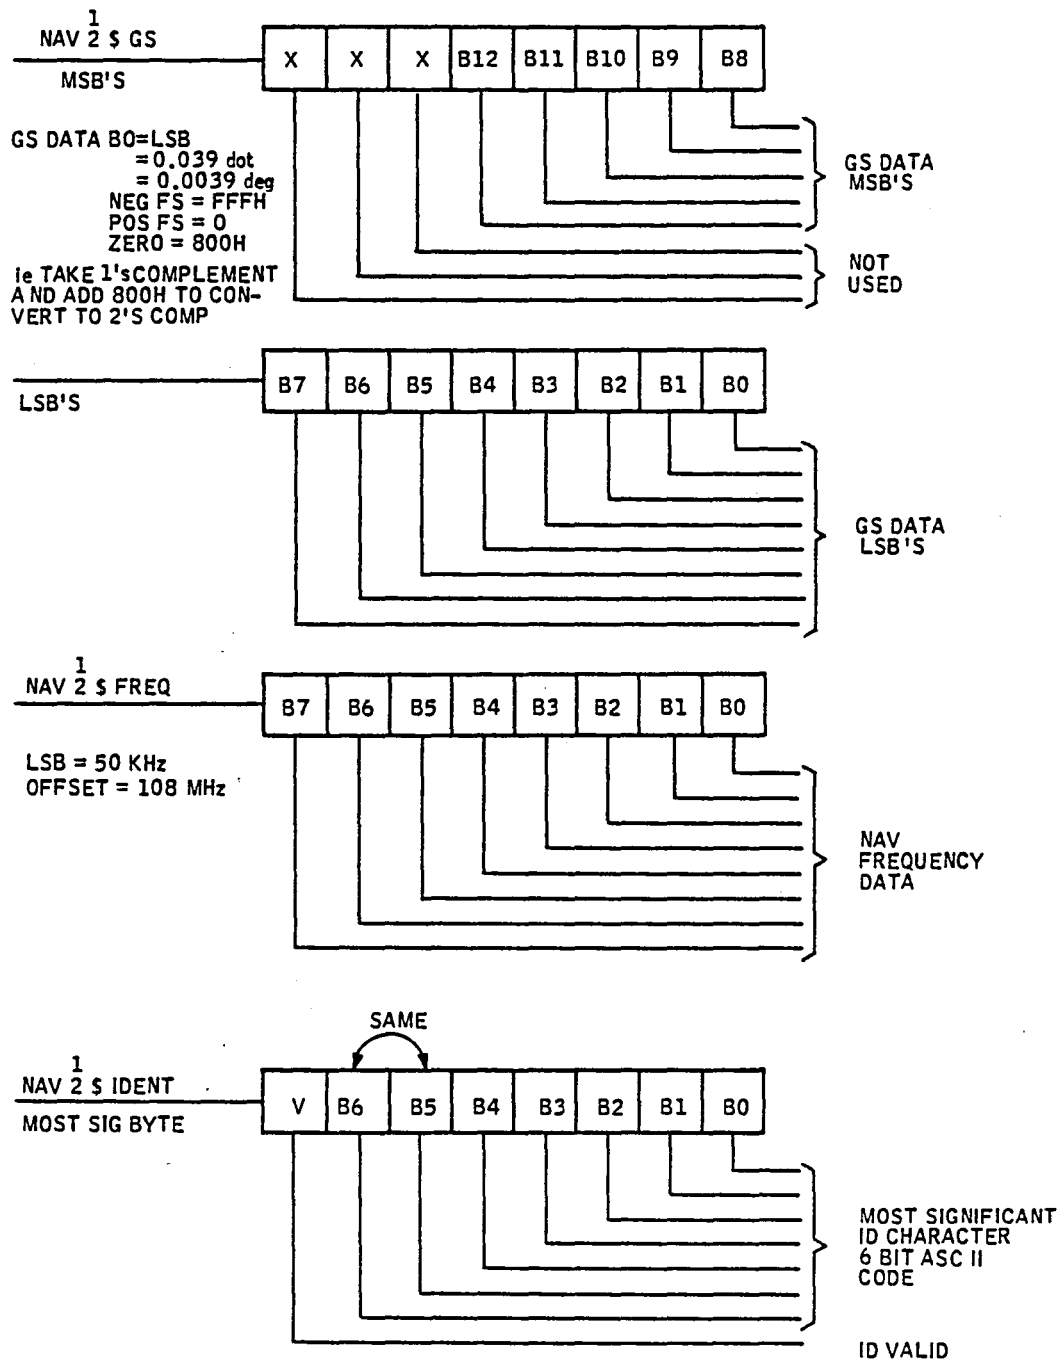 1
NAV 2 $ GS
MSB'S
X X X B12 B11 B10 B9 B8
GS DATA BO=LSB
=0.039 dot
= 0.0039 deg
NEG FS = FFFH
POS FS = 0
ZERO = 800H
ie TAKE 1's COMPLEMENT
AND ADD 800H TO CON-
VERT TO 2'S COMP
GS DATA
MSB'S
NOT
USED
LSB'S
B7 B6 B5 B4 B3 B2 B1 B0
GS DATA
LSB'S
1
NAV 2 $ FREQ
B7 B6 B5 B4 B3 B2 B1 B0
LSB = 50 KHz
OFFSET = 108 MHz
NAV
FREQUENCY
DATA
SAME
1
NAV 2 $ IDENT
MOST SIG BYTE
V B6 B5 B4 B3 B2 B1 B0
MOST SIGNIFICANT
ID CHARACTER
6 BIT ASC II
CODE
ID VALID